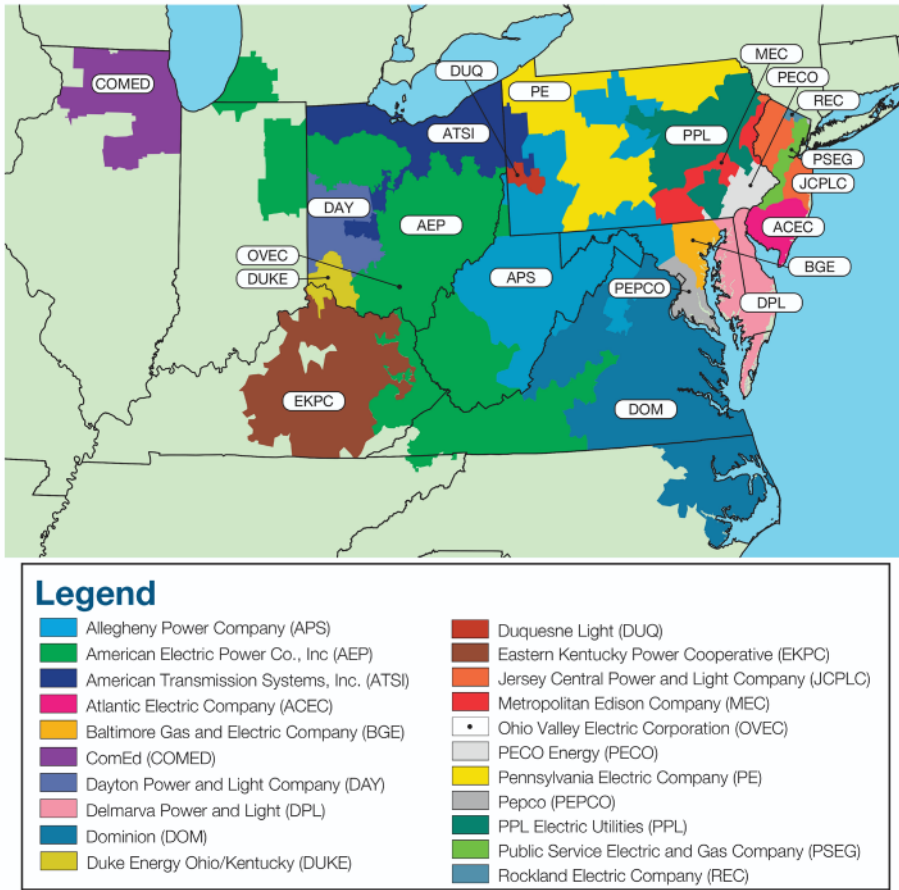 MEC
PECO
REC
DUQ
PE
COMED
ATSI
PPL
PSEG
JCPLC
DAY
AEP
ACEC
OVEC
DUKE
APS
PEPCO
BGE
DPL
EKPC
DOM
Legend
Allegheny Power Company (APS)
American Electric Power Co., Inc (AEP)
American Transmission Systems, Inc. (ATSI)
Atlantic Electric Company (ACEC)
Baltimore Gas and Electric Company (BGE)
ComEd (COMED)
Dayton Power and Light Company (DAY)
Delmarva Power and Light (DPL)
Dominion (DOM)
Duke Energy Ohio/Kentucky (DUKE)
Duquesne Light (DUQ)
Eastern Kentucky Power Cooperative (EKPC)
Jersey Central Power and Light Company (JCPLC)
Metropolitan Edison Company (MEC)
Ohio Valley Electric Corporation (OVEC)
PECO Energy (PECO)
Pennsylvania Electric Company (PE)
Pepco (PEPCO)
PPL Electric Utilities (PPL)
Public Service Electric and Gas Company (PSEG)
Rockland Electric Company (REC)